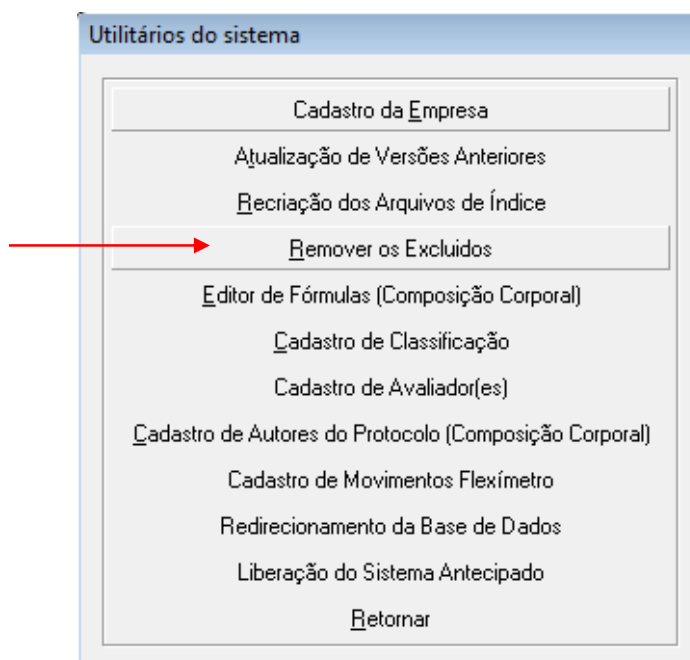 Utilitários do sistema
Cadastro da Empresa
Atualização de Versões Anteriores
Recriação dos Arquivos de Índice
Remover os Excluidos
Editor de Fórmulas (Composição Corporal)
Cadastro de Classificação
Cadastro de Avaliador(es)
Cadastro de Autores do Protocolo (Composição Corporal)
Cadastro de Movimentos Flexímetro
Redirecionamento da Base de Dados
Liberação do Sistema Antecipado
Retornar